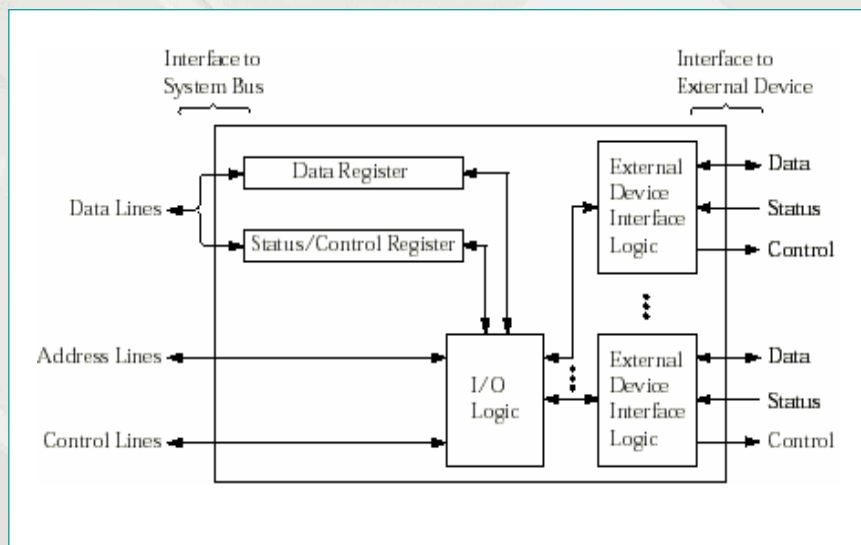 Interface to
System Bus
Interface to
External Device
Data Register
Data Lines
Status/Control Register
External
Device
Interface
Logic
Data
Status
Control
Address Lines
Control Lines
I/O
Logic
External
Device
Interface
Logic
Data
Status
Control